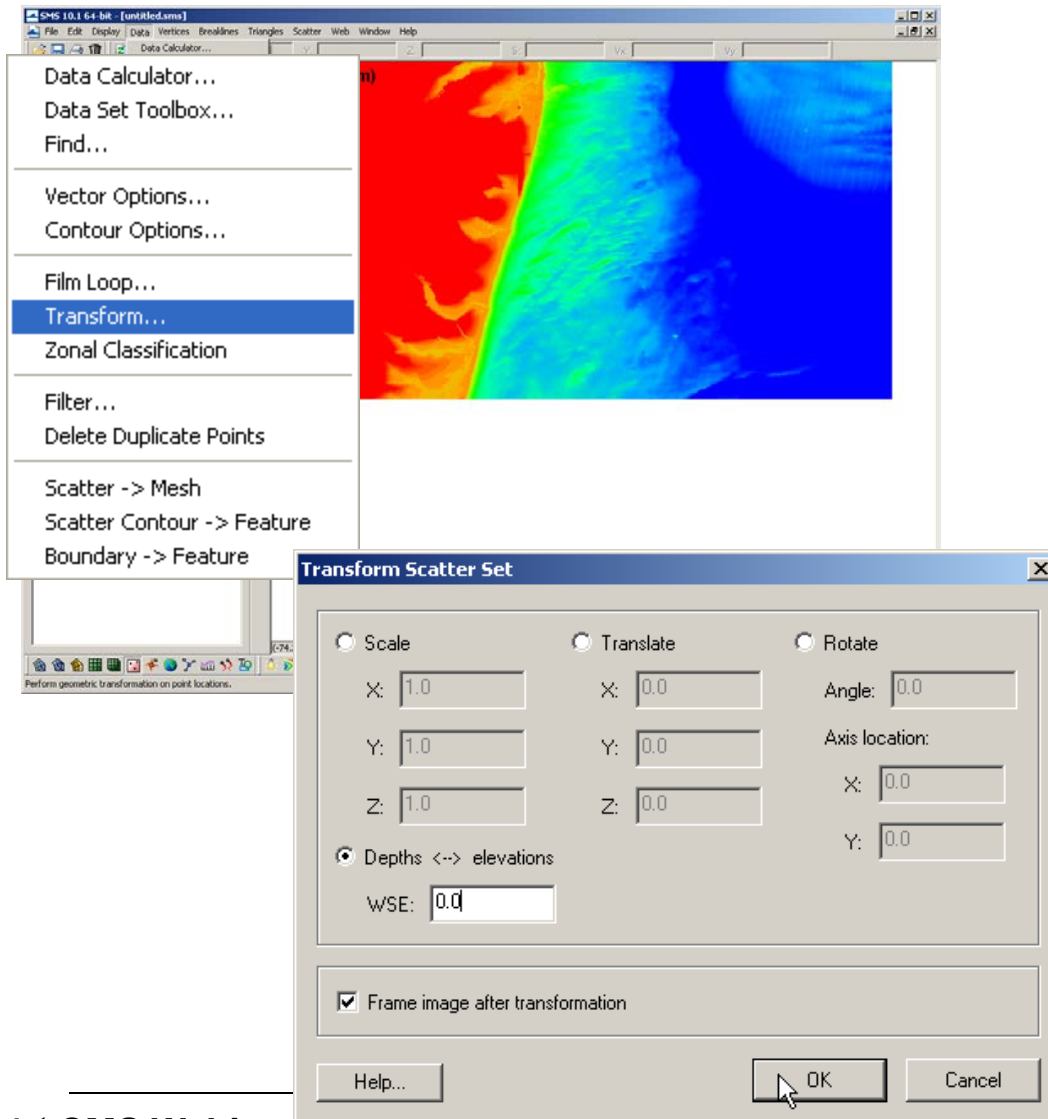 SMS 10.1 64-bit - [untitled.sms]
File Edit Display Data Vertices Breaklines Triangles Scatter Web Window Help
Data Calculator...
Z: S: Vx: Vy:
Data Calculator...
Data Set Toolbox...
Find...
Vector Options...
Contour Options...
Film Loop...
Transform...
Zonal Classification
Filter...
Delete Duplicate Points
Scatter -> Mesh
Scatter Contour -> Feature
Boundary -> Feature
(-74.
Perform geometric transformation on point locations.
Transform Scatter Set
Scale
X: 1.0
Y: 1.0
Z: 1.0
Translate
X: 0.0
Y: 0.0
Z: 0.0
Rotate
Angle: 0.0
Axis location:
X: 0.0
Y: 0.0
Depths <--> elevations
WSE: 0.0
Frame image after transformation
Help...
OK
Cancel